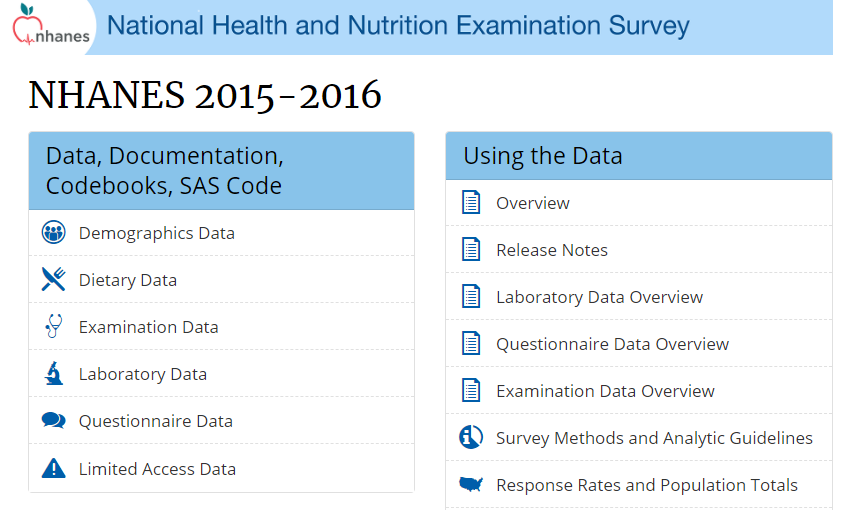 nhanes
National Health and Nutrition Examination Survey
NHANES 2015-2016
Data, Documentation,
Codebooks, SAS Code
Demographics Data
Dietary Data
Examination Data
Laboratory Data
Questionnaire Data
Limited Access Data
Using the Data
Overview
Release Notes
Laboratory Data Overview
Questionnaire Data Overview
Examination Data Overview
Survey Methods and Analytic Guidelines
Response Rates and Population Totals